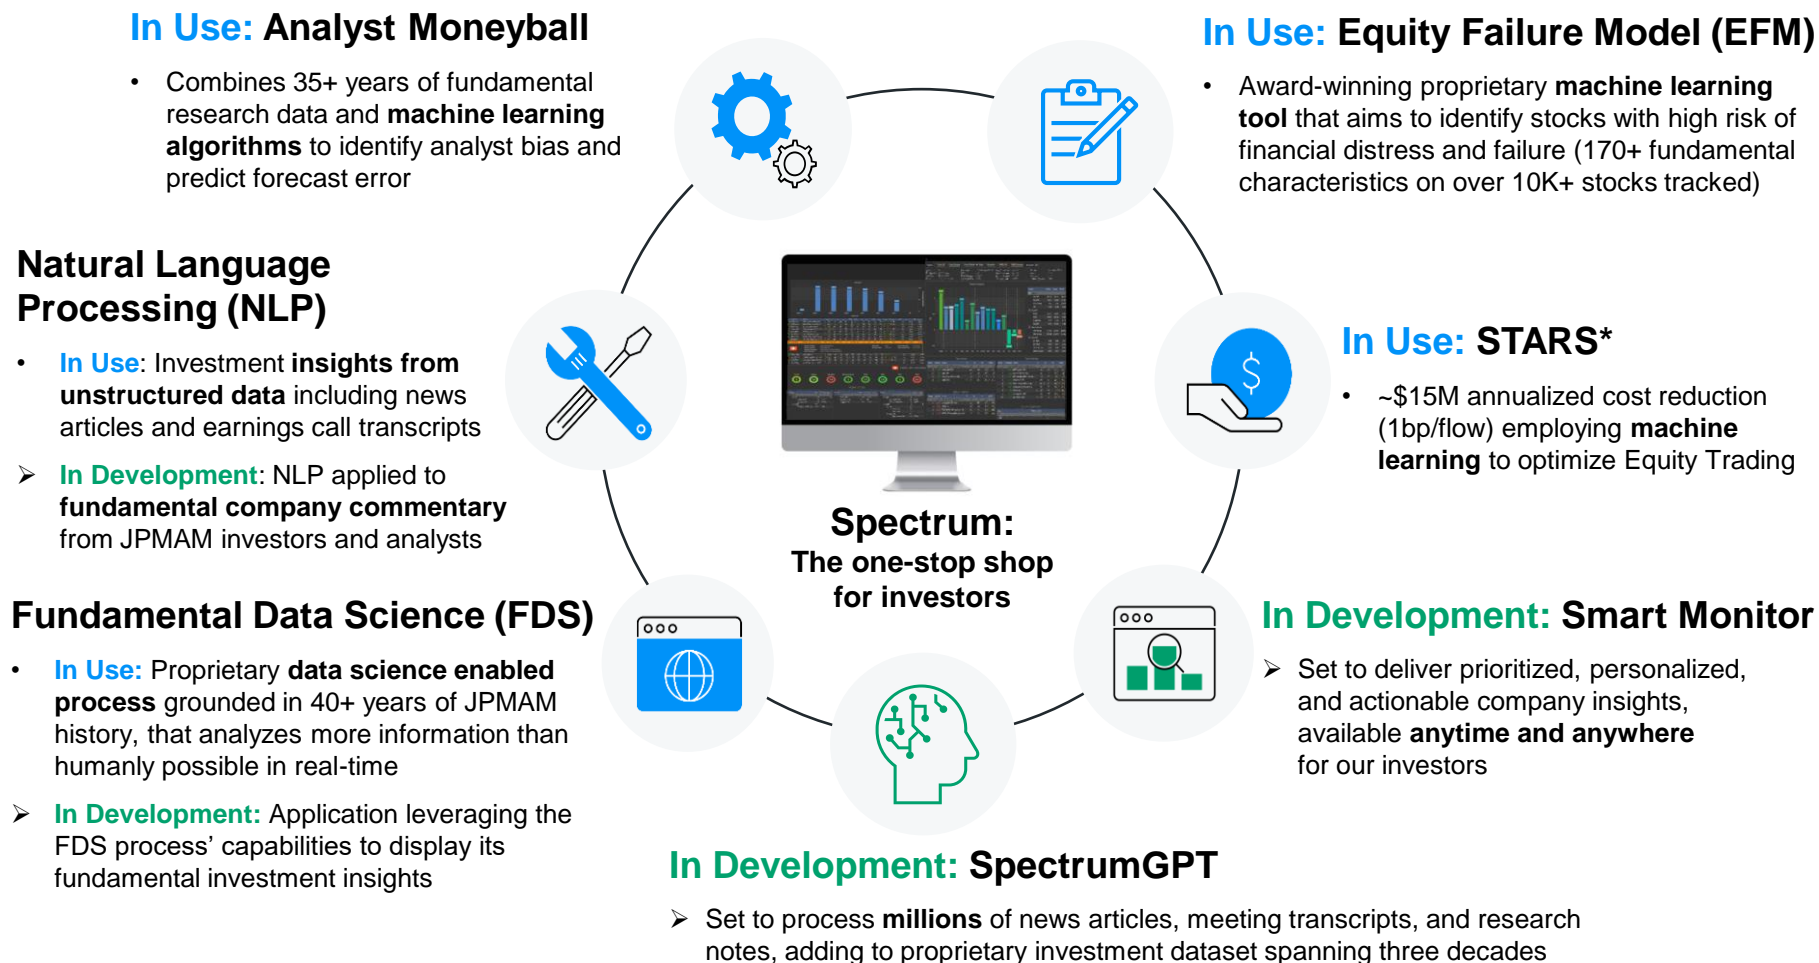 In Use: Analyst Moneyball
• Combines 35+ years of fundamental
research data and machine learning
algorithms to identify analyst bias and
predict forecast error
In Use: Equity Failure Model (EFM)
• Award-winning proprietary machine learning
tool that aims to identify stocks with high risk of
financial distress and failure (170+ fundamental
characteristics on over 10K+ stocks tracked)
Natural Language
Processing (NLP)
• In Use: Investment insights from
unstructured data including news
articles and earnings call transcripts
➢ In Development: NLP applied to
fundamental company commentary
from JPMAM investors and analysts
In Use: STARS*
• ~$15M annualized cost reduction
(1bp/flow) employing machine
learning to optimize Equity Trading
$
Spectrum:
The one-stop shop
for investors
Fundamental Data Science (FDS)
• In Use: Proprietary data science enabled
process grounded in 40+ years of JPMAM
history, that analyzes more information than
humanly possible in real-time
➢ In Development: Application leveraging the
FDS process’ capabilities to display its
fundamental investment insights
In Development: Smart Monitor
➢ Set to deliver prioritized, personalized,
and actionable company insights,
available anytime and anywhere
for our investors
In Development: SpectrumGPT
➢ Set to process millions of news articles, meeting transcripts, and research
notes, adding to proprietary investment dataset spanning three decades